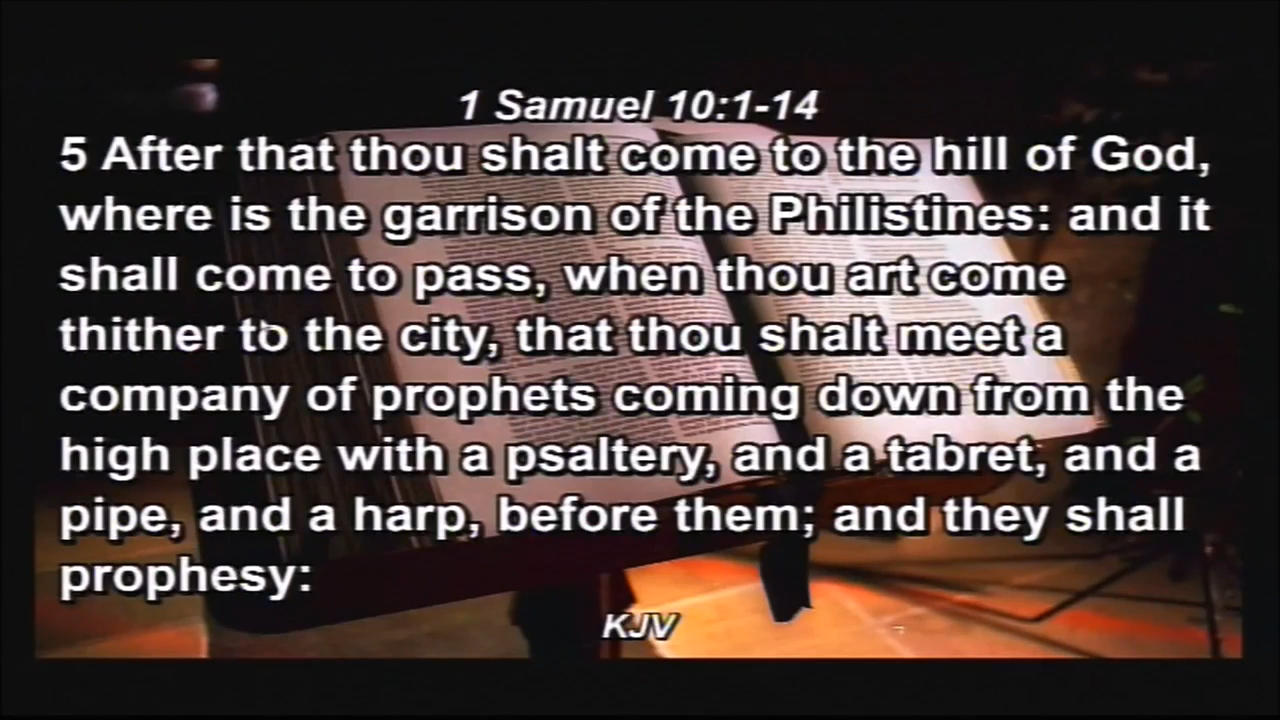 1 Samuel 10:1-14
5 After that thou shalt come to the hill of God,
where is the garrison of the Philistines: and it
shall come to pass, when thou art come
thither to the city, that thou shalt meet a
company of prophets coming down from the
high place with a psaltery, and a tabret, and a
pipe, and a harp, before them; and they shall
prophesy:
KJV